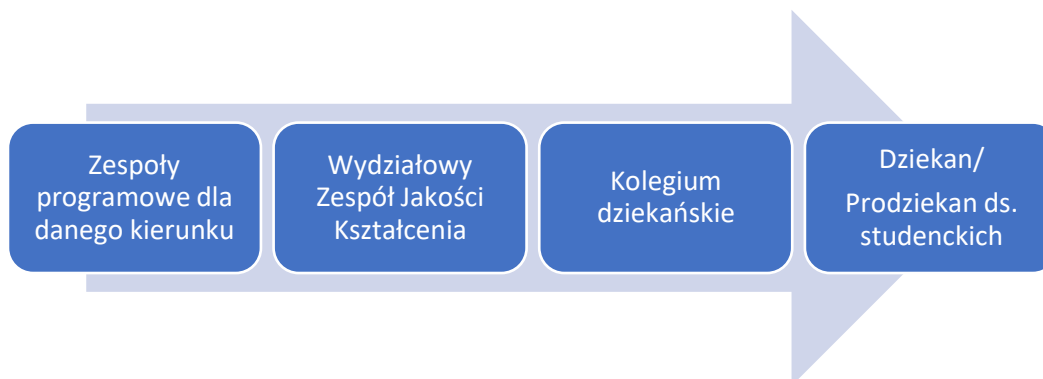 Zespoły
programowe dla
danego kierunku
Wydziałowy
Zespół Jakości
Kształcenia
Kolegium
dziekańskie
Dziekan/
Prodziekan ds.
studenckich